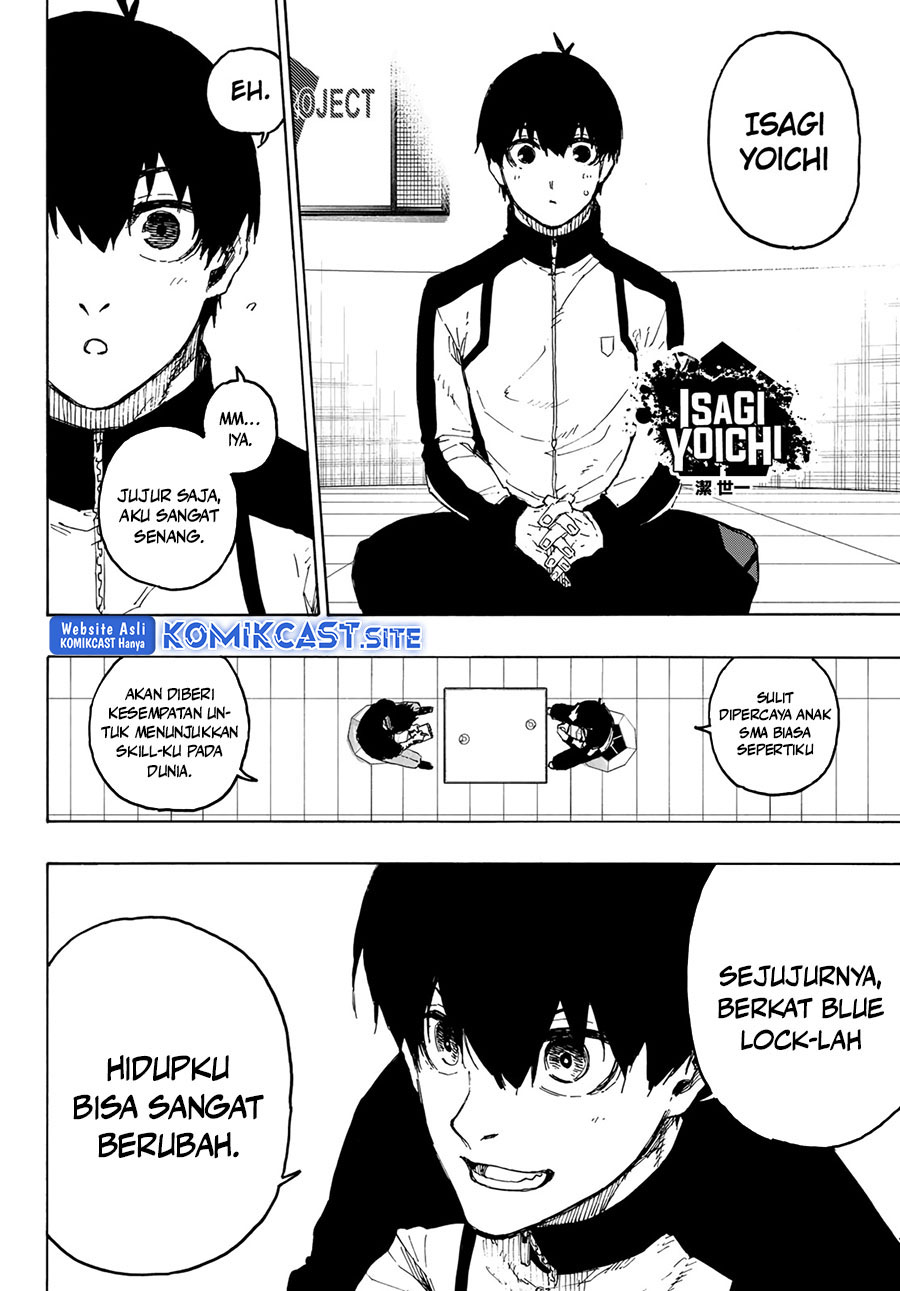 ISAGI
YOICHI
ISAGI
YOICHI
潔 世一
OJECT
EH.
MM...
IYA.
JUJUR SAJA,
AKU SANGAT
SENANG.
Website Asli
KOMIKCAST Hanya
KOMIKCAST.SITE
SULIT
DIPERCAYA ANAK
SMA BIASA
SEPERTIKU
AKAN DIBERI
KESEMPATAN UN-
TUK MENUNJUKKAN
SKILL-KU PADA
DUNIA.
SEJUJURNYA,
BERKAT BLUE
LOCK-LAH
HIDUPKU
BISA SANGAT
BERUBAH.